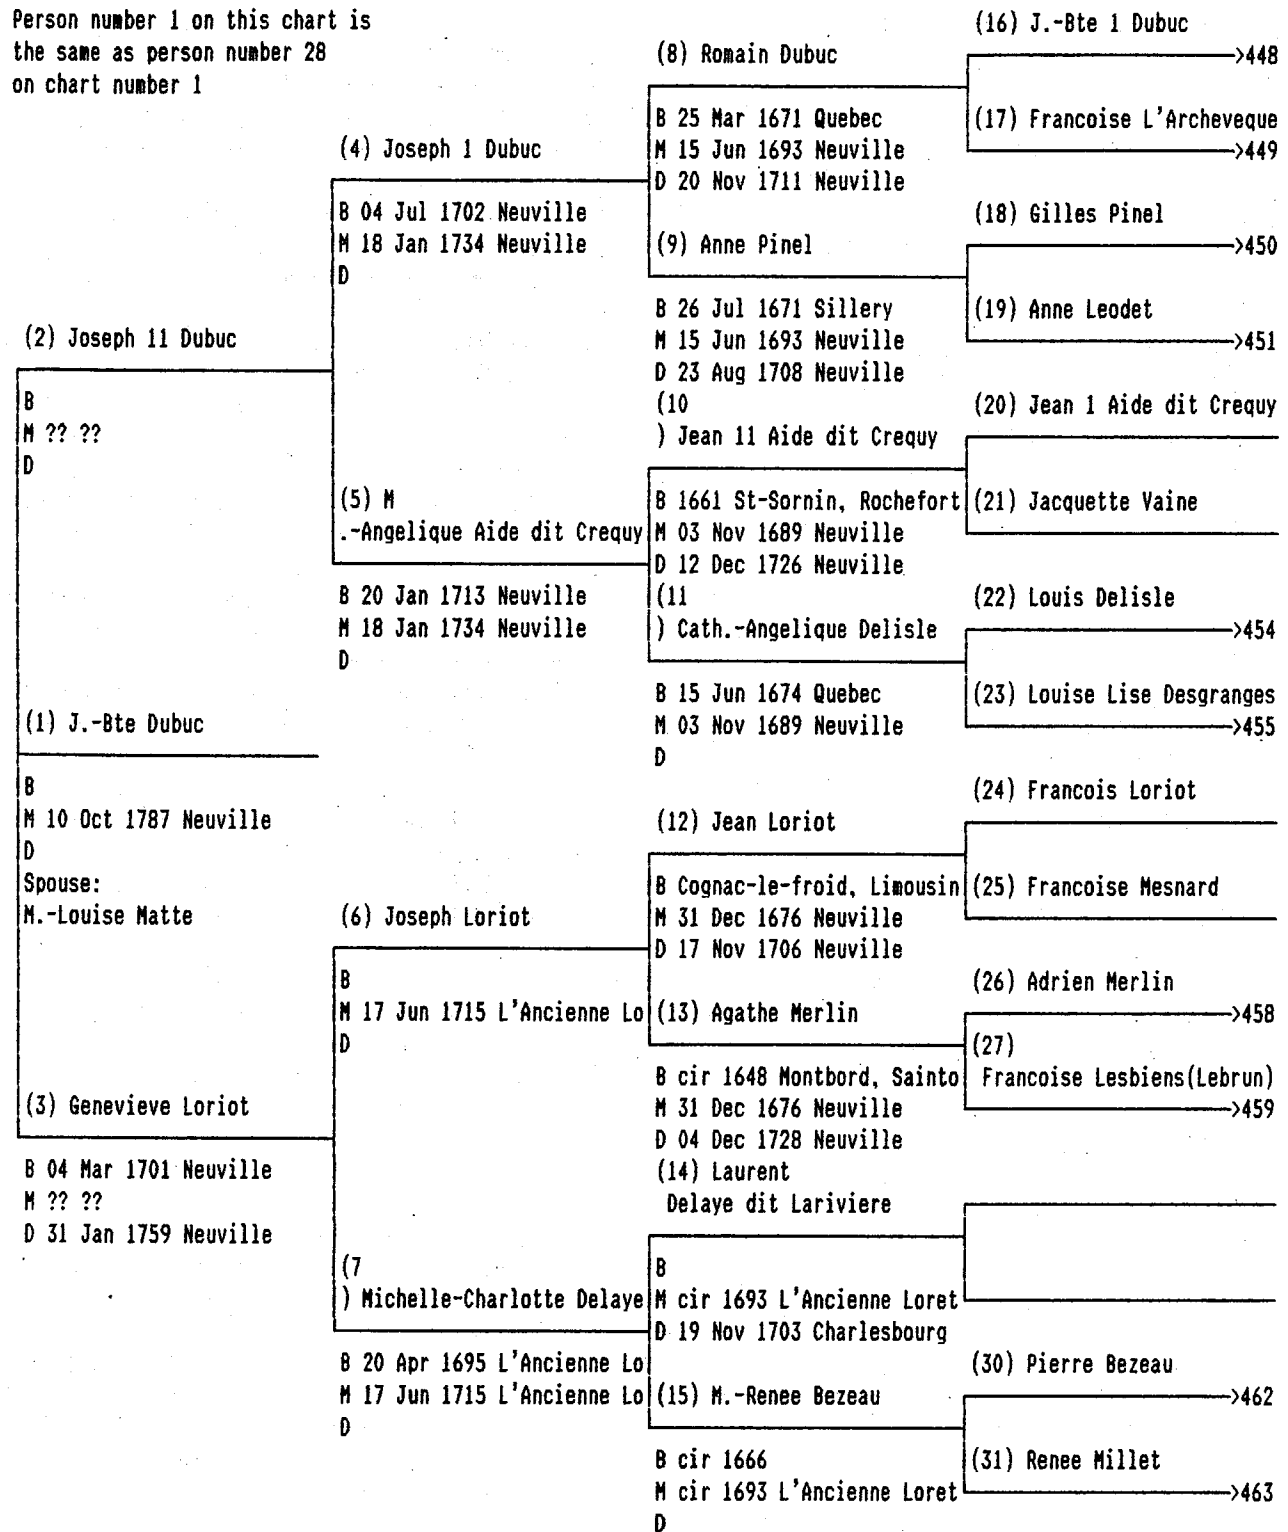 Person number 1 on this chart is
the same as person number 28
on chart number 1
(16) J.-Bte 1 Dubuc
>448
(8) Romain Dubuc
B 25 Mar 1671 Quebec
M 15 Jun 1693 Neuville
D 20 Nov 1711 Neuville
(17) Francoise L'Archeveque
>449
(4) Joseph 1 Dubuc
B 04 Jul 1702 Neuville
M 18 Jan 1734 Neuville
D
(18) Gilles Pinel
>450
(9) Anne Pinel
B 26 Jul 1671 Sillery
M 15 Jun 1693 Neuville
D 23 Aug 1708 Neuville
(19) Anne Leodet
>451
(2) Joseph 11 Dubuc
B
M ?? ??
D
(20) Jean 1 Aide dit Crequy
(10
) Jean 11 Aide dit Crequy
B 1661 St-Sornin, Rochefort
M 03 Nov 1689 Neuville
D 12 Dec 1726 Neuville
(21) Jacquette Vaine
(5) M
.-Angelique Aide dit Crequy
B 20 Jan 1713 Neuville
M 18 Jan 1734 Neuville
D
(22) Louis Delisle
>454
(11
) Cath.-Angelique Delisle
B 15 Jun 1674 Quebec
M 03 Nov 1689 Neuville
D
(23) Louise Lise Desgranges
>455
(1) J.-Bte Dubuc
B
M 10 Oct 1787 Neuville
D
Spouse:
M.-Louise Matte
(24) Francois Loriot
(12) Jean Loriot
B Cognac-le-froid, Limousin
M 31 Dec 1676 Neuville
D 17 Nov 1706 Neuville
(25) Francoise Mesnard
(6) Joseph Loriot
B
M 17 Jun 1715 L'Ancienne Lo
D
(26) Adrien Merlin
>458
(13) Agathe Merlin
B cir 1648 Montbord, Sainto
M 31 Dec 1676 Neuville
D 04 Dec 1728 Neuville
(27)
Francoise Lesbiens(Lebrun)
>459
(3) Genevieve Loriot
B 04 Mar 1701 Neuville
M ?? ??
D 31 Jan 1759 Neuville
(14) Laurent
Delaye dit Lariviere
B
M cir 1693 L'Ancienne Loret
D 19 Nov 1703 Charlesbourg
(7
) Michelle-Charlotte Delaye
B 20 Apr 1695 L'Ancienne Lo
M 17 Jun 1715 L'Ancienne Lo
D
(30) Pierre Bezeau
>462
(15) M.-Renee Bezeau
B cir 1666
M cir 1693 L'Ancienne Loret
D
(31) Renee Millet
>463